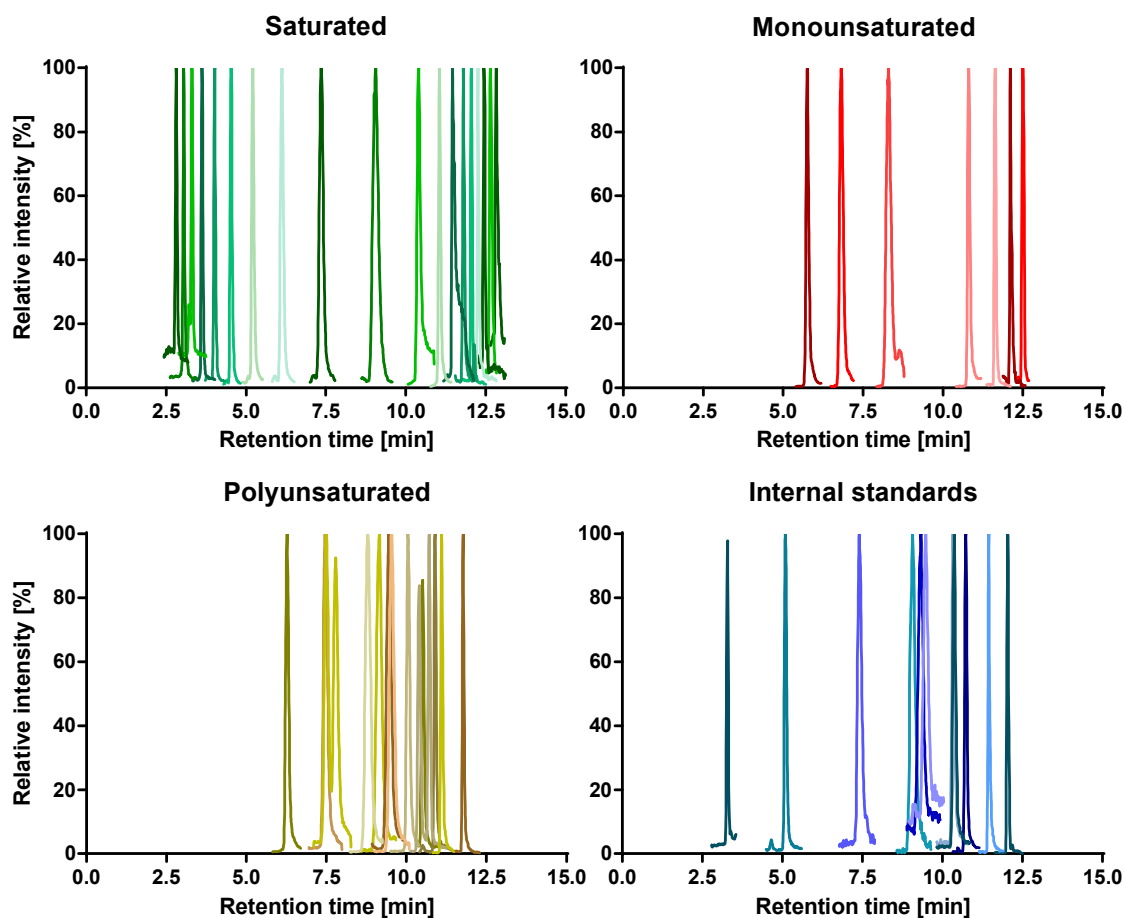 Saturated
Monounsaturated
Relative intensity [%]
100
80
60
40
20
0
0.0 2.5 5.0 7.5 10.0 12.5 15.0
Retention time [min]
100
80
60
40
20
0
0.0 2.5 5.0 7.5 10.0 12.5 15.0
Retention time [min]
Polyunsaturated
Internal standards
Relative intensity [%]
100
80
60
40
20
0
0.0 2.5 5.0 7.5 10.0 12.5 15.0
Retention time [min]
100
80
60
40
20
0
0.0 2.5 5.0 7.5 10.0 12.5 15.0
Retention time [min]